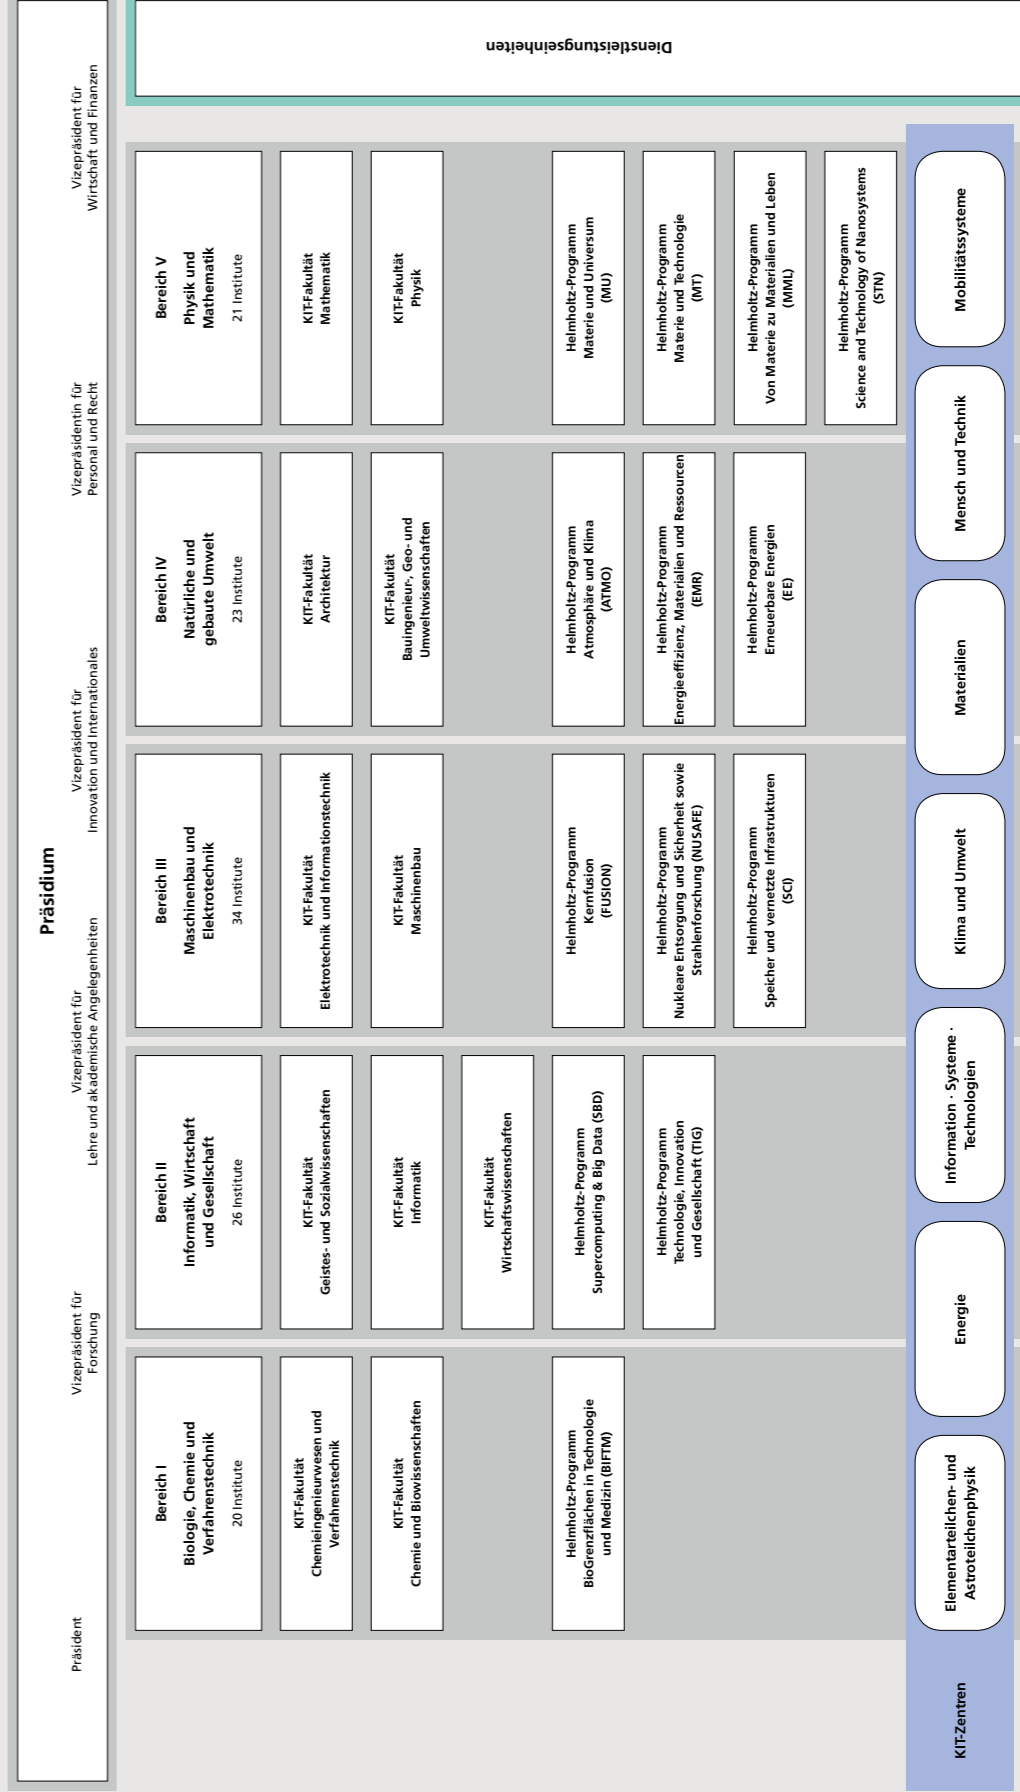 Präsidium
Präsident
Vizepräsident für
Forschung
Vizepräsident für
Lehre und akademische Angelegenheiten
Vizepräsident für
Innovation und Internationales
Vizepräsidentin für
Personal und Recht
Vizepräsident für
Wirtschaft und Finanzen
Bereich I
Biologie, Chemie und
Verfahrenstechnik
20 Institute
KIT-Fakultät
Chemieingenieurwesen und
Verfahrenstechnik
KIT-Fakultät
Chemie und Biowissenschaften
Helmholtz-Programm
BioGrenzflächen in Technologie
und Medizin (BIFTM)
Bereich II
Informatik, Wirtschaft
und Gesellschaft
26 Institute
KIT-Fakultät
Geistes- und Sozialwissenschaften
KIT-Fakultät
Informatik
KIT-Fakultät
Wirtschaftswissenschaften
Helmholtz-Programm
Supercomputing & Big Data (SBD)
Helmholtz-Programm
Technologie, Innovation
und Gesellschaft (TIG)
Bereich III
Maschinenbau und
Elektrotechnik
34 Institute
KIT-Fakultät
Elektrotechnik und Informationstechnik
KIT-Fakultät
Maschinenbau
Helmholtz-Programm
Kernfusion
(FUSION)
Helmholtz-Programm
Nukleare Entsorgung und Sicherheit sowie
Strahlenforschung (NUSAFE)
Helmholtz-Programm
Speicher und vernetzte Infrastrukturen
(SCI)
Bereich IV
Natürliche und
gebaute Umwelt
23 Institute
KIT-Fakultät
Architektur
KIT-Fakultät
Bauingenieur-, Geo- und
Umweltwissenschaften
Helmholtz-Programm
Atmosphäre und Klima
(ATMO)
Helmholtz-Programm
Energieeffizienz, Materialien und Ressourcen
(EMR)
Helmholtz-Programm
Erneuerbare Energien
(EE)
Bereich V
Physik und
Mathematik
21 Institute
KIT-Fakultät
Mathematik
KIT-Fakultät
Physik
Helmholtz-Programm
Materie und Universum
(MU)
Helmholtz-Programm
Materie und Technologie
(MT)
Helmholtz-Programm
Von Materie zu Materialien und Leben
(MML)
Helmholtz-Programm
Science and Technology of Nanosystems
(STN)
Dienstleistungseinheiten
KIT-Zentren
Elementarteilchen- und
Astroteilchenphysik
Energie
Information · Systeme ·
Technologien
Klima und Umwelt
Materialien
Mensch und Technik
Mobilitätssysteme